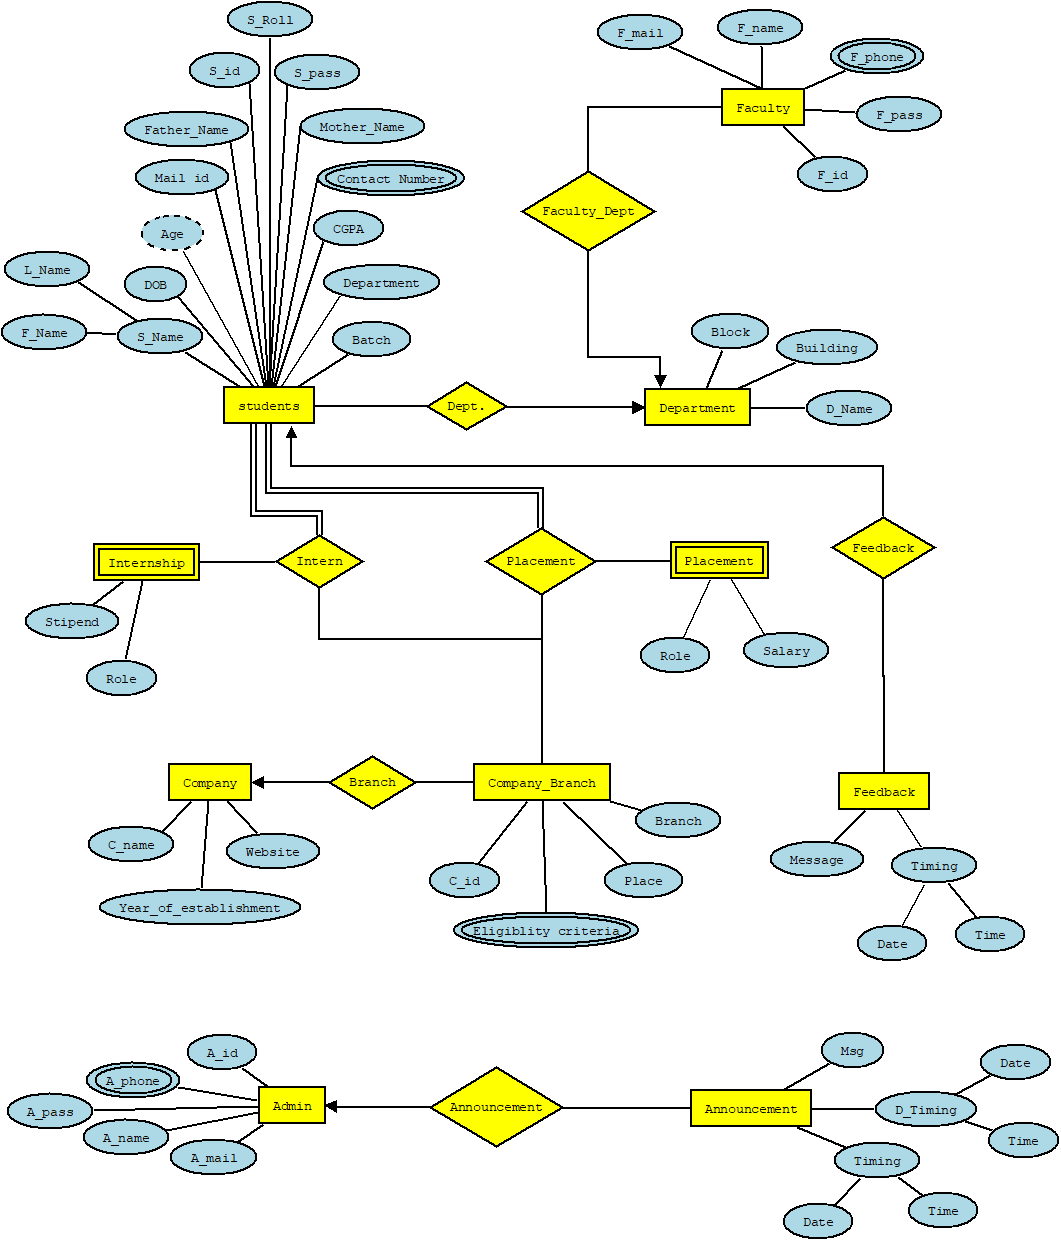 S_Roll
S_id
S_pass
Father_Name
Mother_Name
Mail id
Contact Number
Age
CGPA
L_Name
DOB
Department
F_Name
S_Name
Batch
students
Dept.
F_mail
F_name
F_phone
Faculty
F_pass
F_id
Faculty_Dept
Block
Building
Department
D_Name
Internship
Intern
Placement
Placement
Feedback
Stipend
Role
Role
Salary
Company
Branch
Company_Branch
Feedback
C_name
Website
Year_of_establishment
C_id
Place
Branch
Eligiblity criteria
Message
Timing
Date
Time
A_id
A_phone
A_pass
A_name
A_mail
Admin
Announcement
Announcement
Msg
Date
D_Timing
Time
Timing
Date
Time